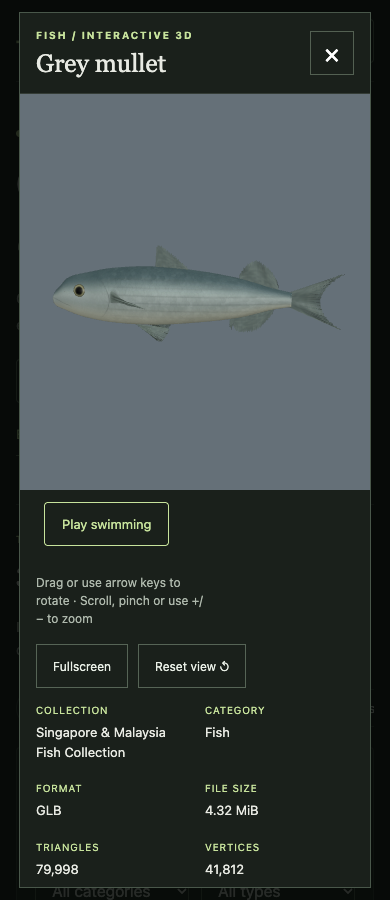 FISH / INTERACTIVE 3D
Grey mullet
×
Play swimming
Drag or use arrow keys to
rotate · Scroll, pinch or use +/
− to zoom
Fullscreen
Reset view ↺
COLLECTION
CATEGORY
Singapore & Malaysia
Fish Collection
Fish
FORMAT
FILE SIZE
GLB
4.32 MiB
TRIANGLES
VERTICES
79,998
41,812
All categories
All types